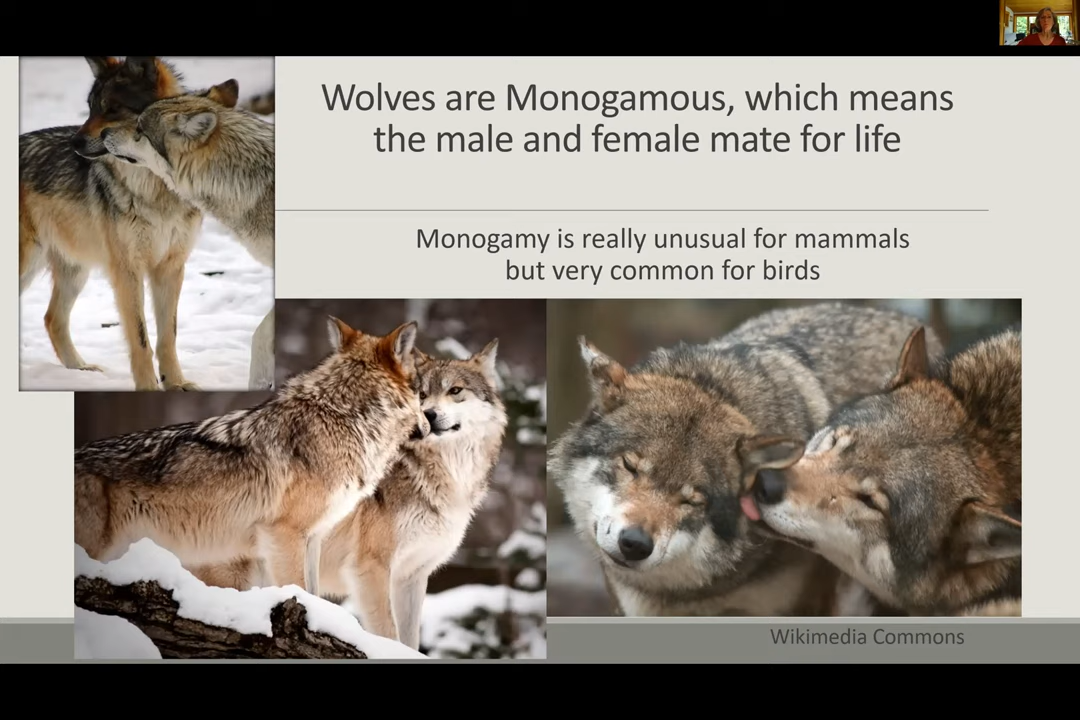 Wolves are Monogamous, which means
the male and female mate for life
Monogamy is really unusual for mammals
but very common for birds
Wikimedia Commons